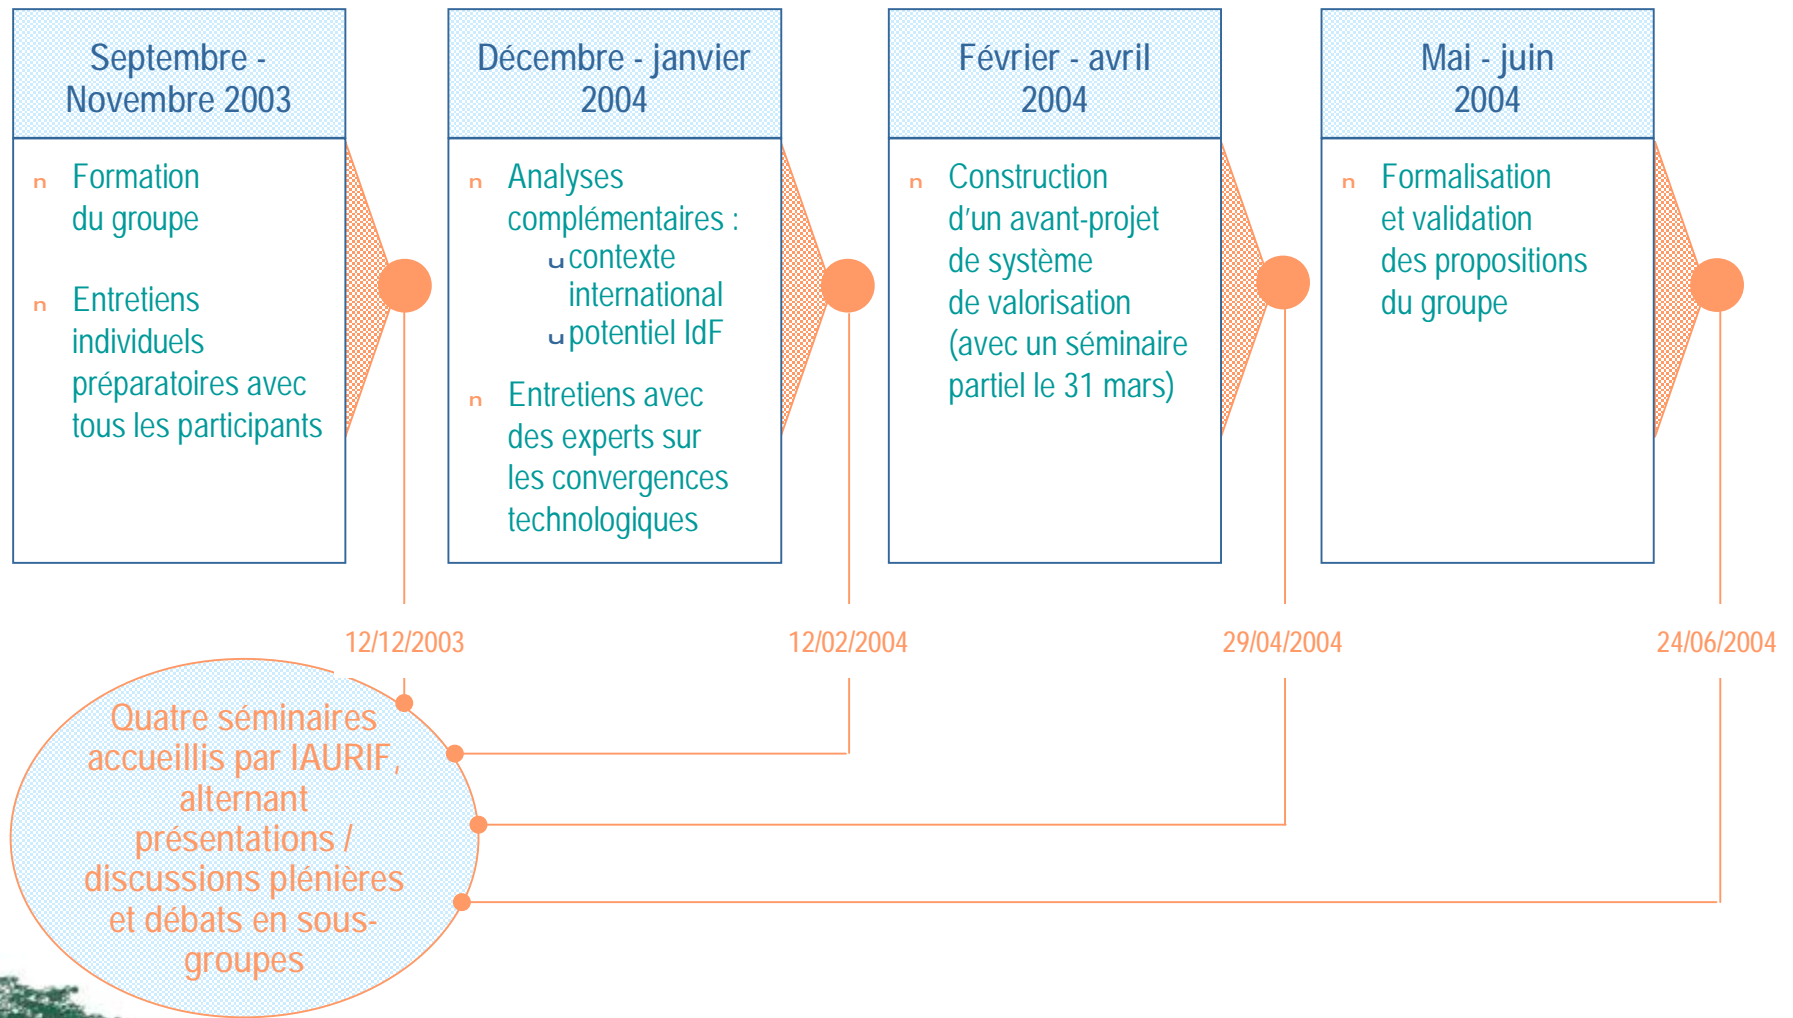 Septembre -
Novembre 2003
n Formation
du groupe
n Entretiens
individuels
préparatoires avec
tous les participants
Décembre - janvier
2004
n Analyses
complémentaires :
u contexte
international
u potentiel IdF
n Entretiens avec
des experts sur
les convergences
technologiques
Février - avril
2004
n Construction
d'un avant-projet
de système
de valorisation
(avec un séminaire
partiel le 31 mars)
Mai - juin
2004
n Formalisation
et validation
des propositions
du groupe
12/12/2003
12/02/2004
29/04/2004
24/06/2004
Quatre séminaires
accueillis par IAURIF,
alternant
présentations /
discussions plénières
et débats en sous-
groupes